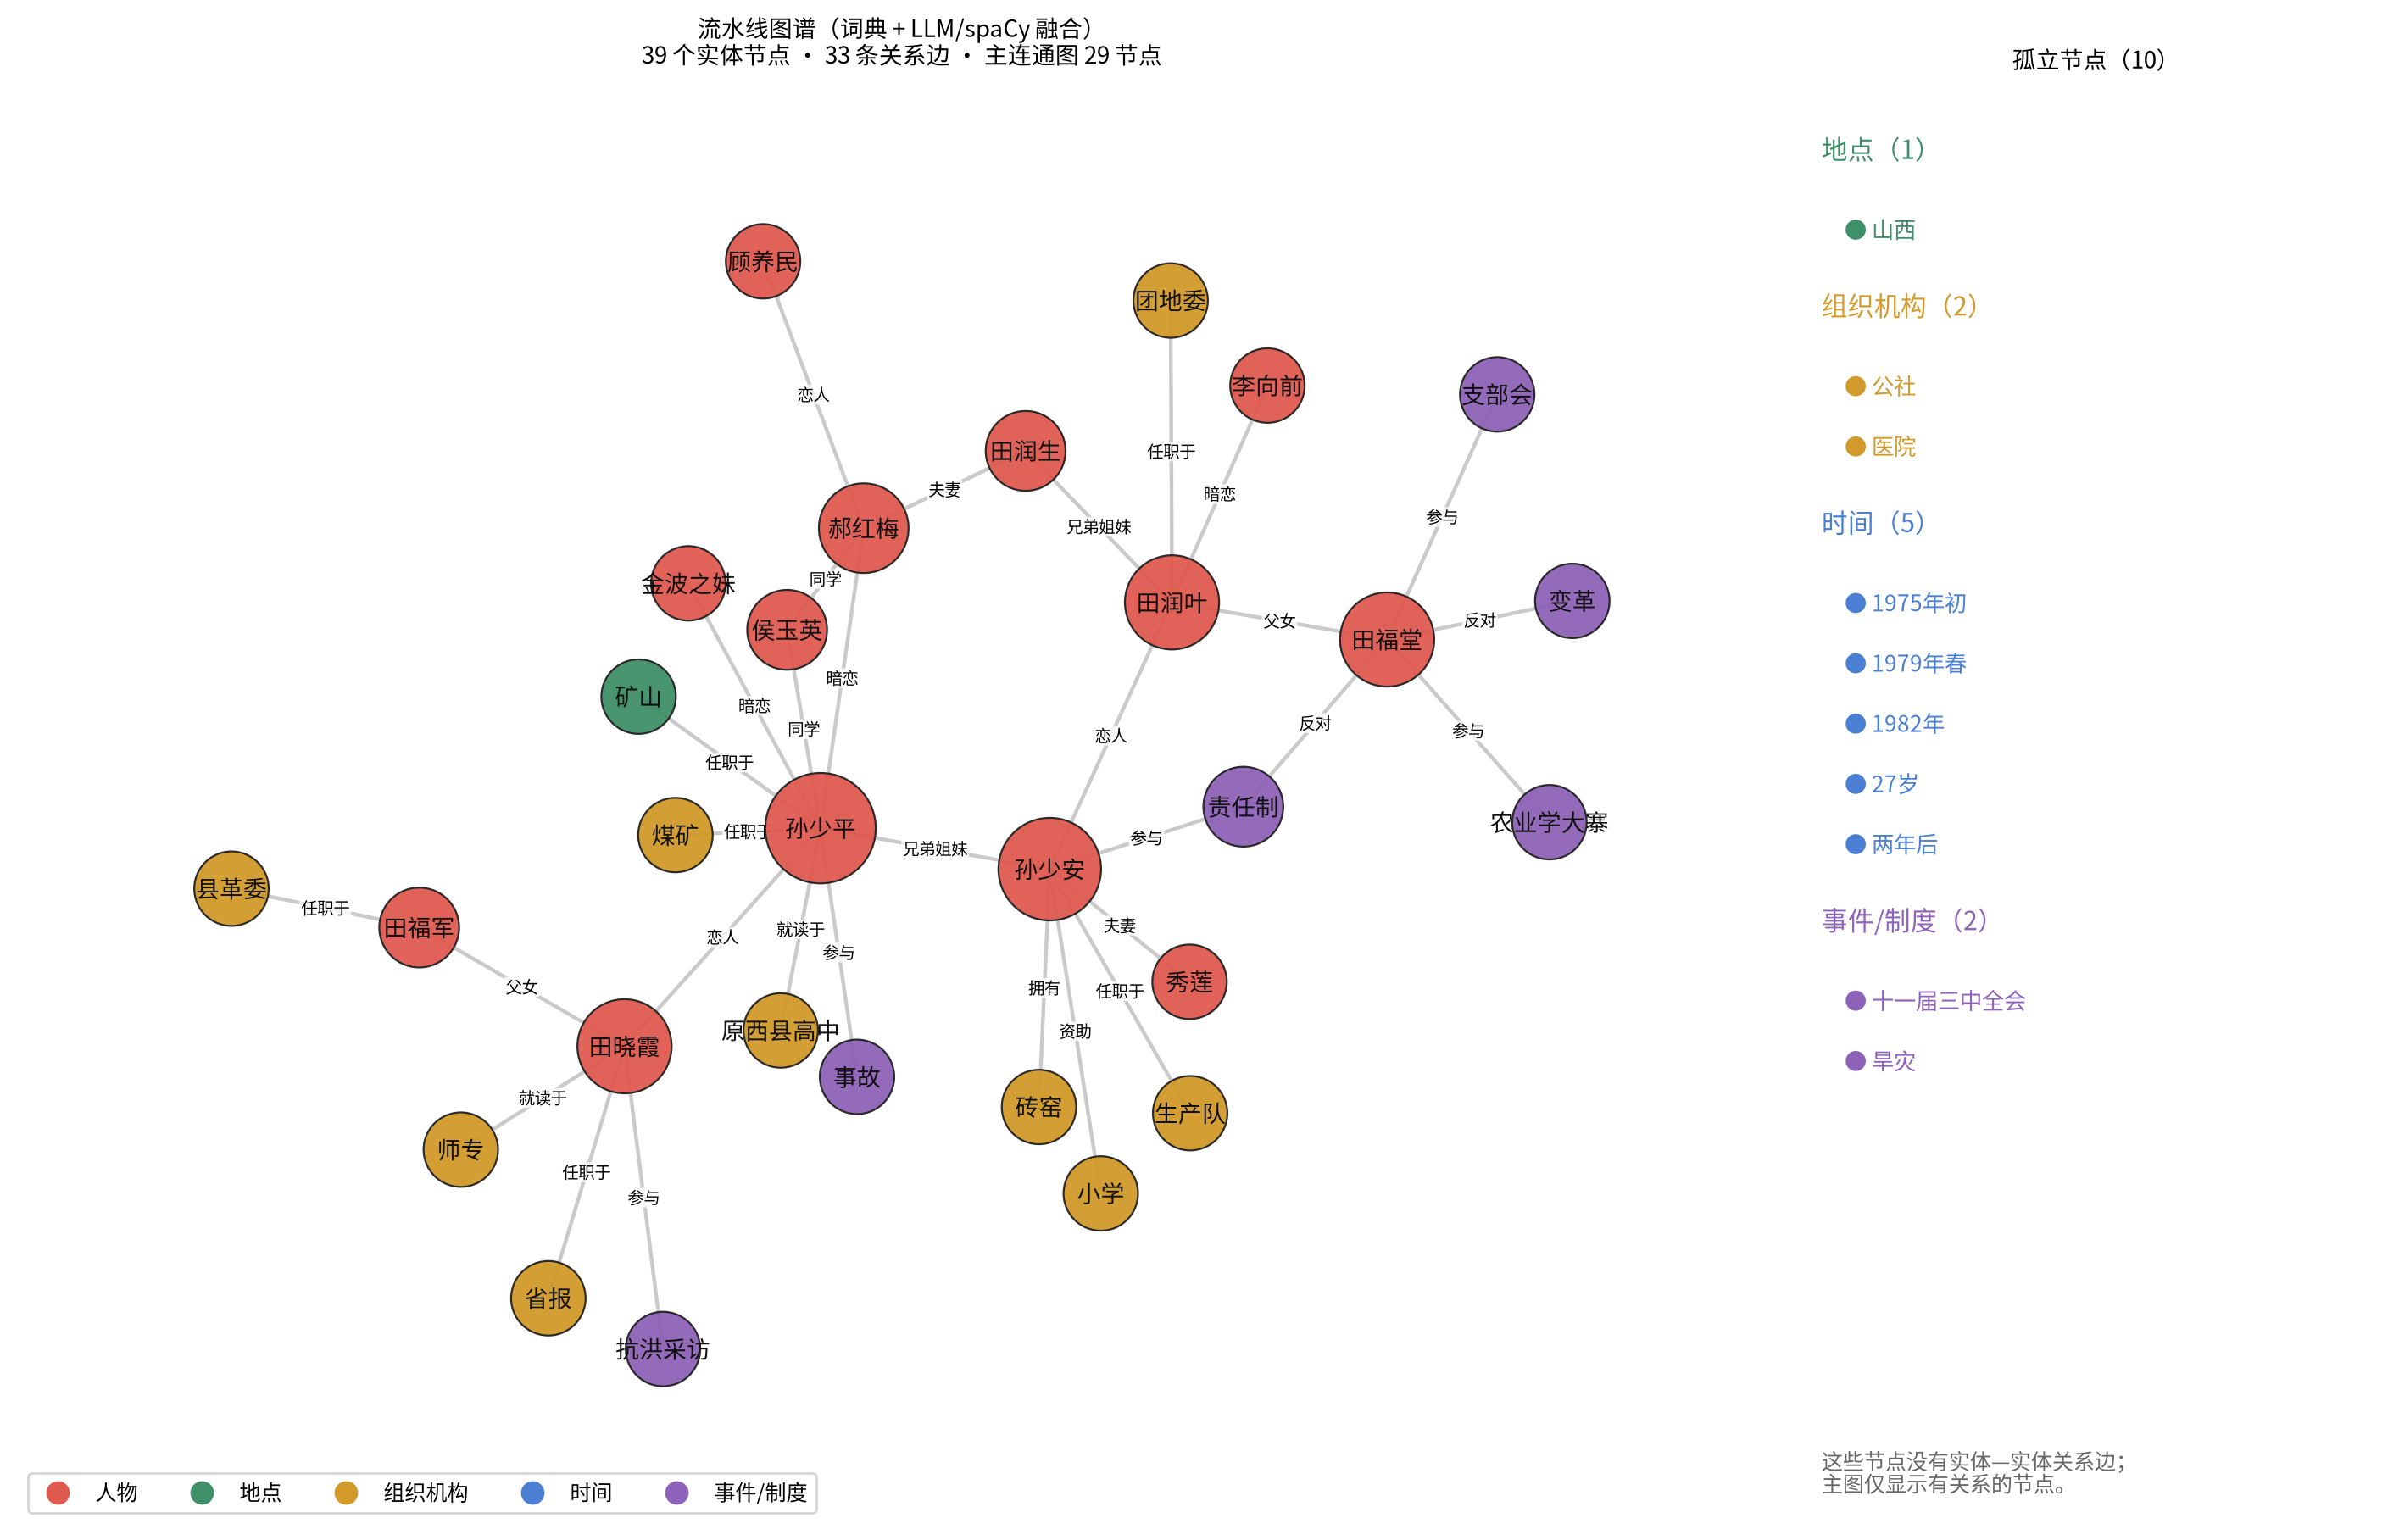 流水线图谱（词典 + LLM/spaCy 融合）
39 个实体节点 • 33 条关系边 • 主连通图 29 节点
顾养民
团地委
李向前
支部会
恋人
田润生
任职于
夫妻
暗恋
参与
郝红梅
兄弟姐妹
金波之妹
同学
侯玉英
田润叶
父女
田福堂
反对
变革
矿山
暗恋
暗恋
同学
恋人
反对
参与
任职于
煤矿
任职于
孙少平
兄弟姐妹
孙少安
参与
责任制
农业学大寨
县革委
任职于
田福军
恋人
就读于
参与
夫妻
父女
拥有
任职于
秀莲
田晓霞
原西县高中
资助
事故
就读于
砖窑
生产队
师专
任职于
参与
小学
省报
抗洪采访
人物
地点
组织机构
时间
事件/制度
孤立节点（10）
地点（1）
山西
组织机构（2）
公社
医院
时间（5）
1975年初
1979年春
1982年
27岁
两年后
事件/制度（2）
十一届三中全会
旱灾
这些节点没有实体—实体关系边；
主图仅显示有关系的节点。